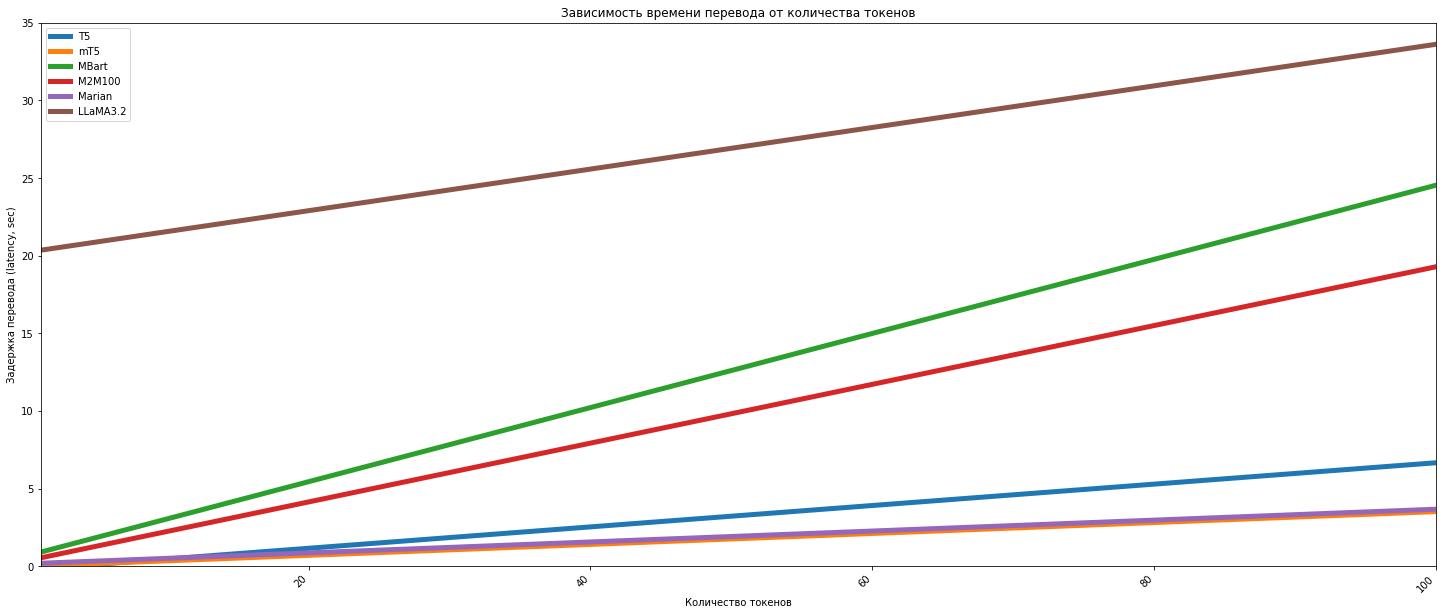 Зависимость времени перевода от количества токенов
35
30
25
20
15
10
5
0
Задержка перевода (latency, sec)
T5
mT5
MBart
M2M100
Marian
LLaMA3.2
20
40
60
80
100
Количество токенов